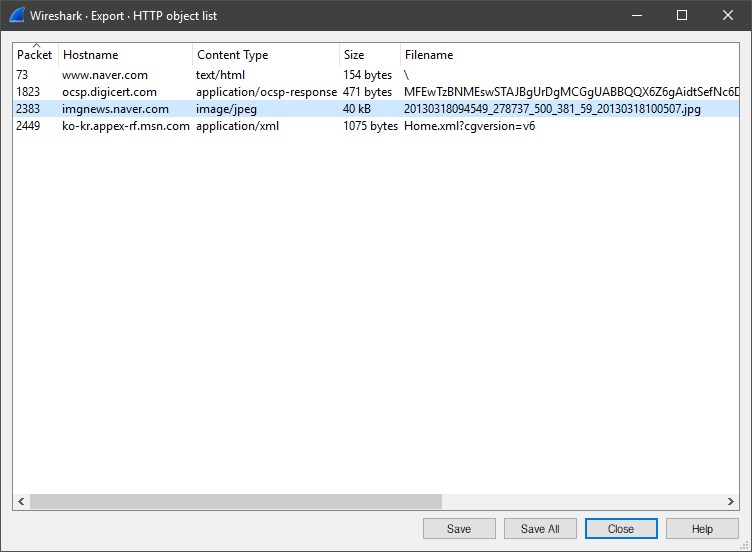 Wireshark · Export · HTTP object list
Packet Hostname Content Type Size Filename
73 www.naver.com text/html 154 bytes \
1823 ocsp.digicert.com application/ocsp-response 471 bytes MFEwTzBNMEswSTAJBgUrDgMCGgUABBQQX6Z6gAidtSefNc6D
2383 imgnews.naver.com image/jpeg 40 kB 20130318094549_278737_500_381_59_20130318100507.jpg
2449 ko-kr.appex-rf.msn.com application/xml 1075 bytes Home.xml?cgversion=v6
Save Save All Close Help